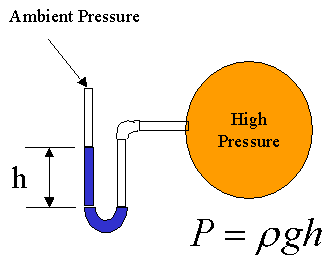 Ambient Pressure
High
Pressure
h
P = ρgh